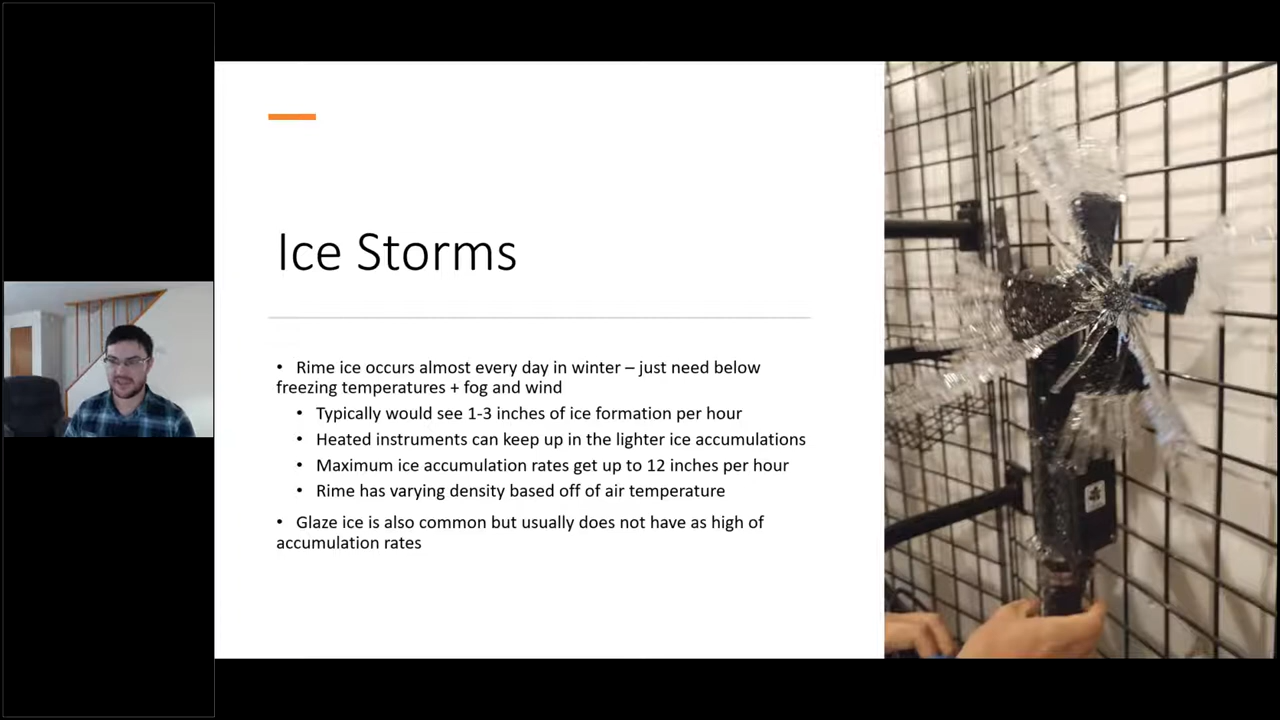 Ice Storms
• Rime ice occurs almost every day in winter – just need below
freezing temperatures + fog and wind
• Typically would see 1-3 inches of ice formation per hour
• Heated instruments can keep up in the lighter ice accumulations
• Maximum ice accumulation rates get up to 12 inches per hour
• Rime has varying density based off of air temperature
• Glaze ice is also common but usually does not have as high of
accumulation rates